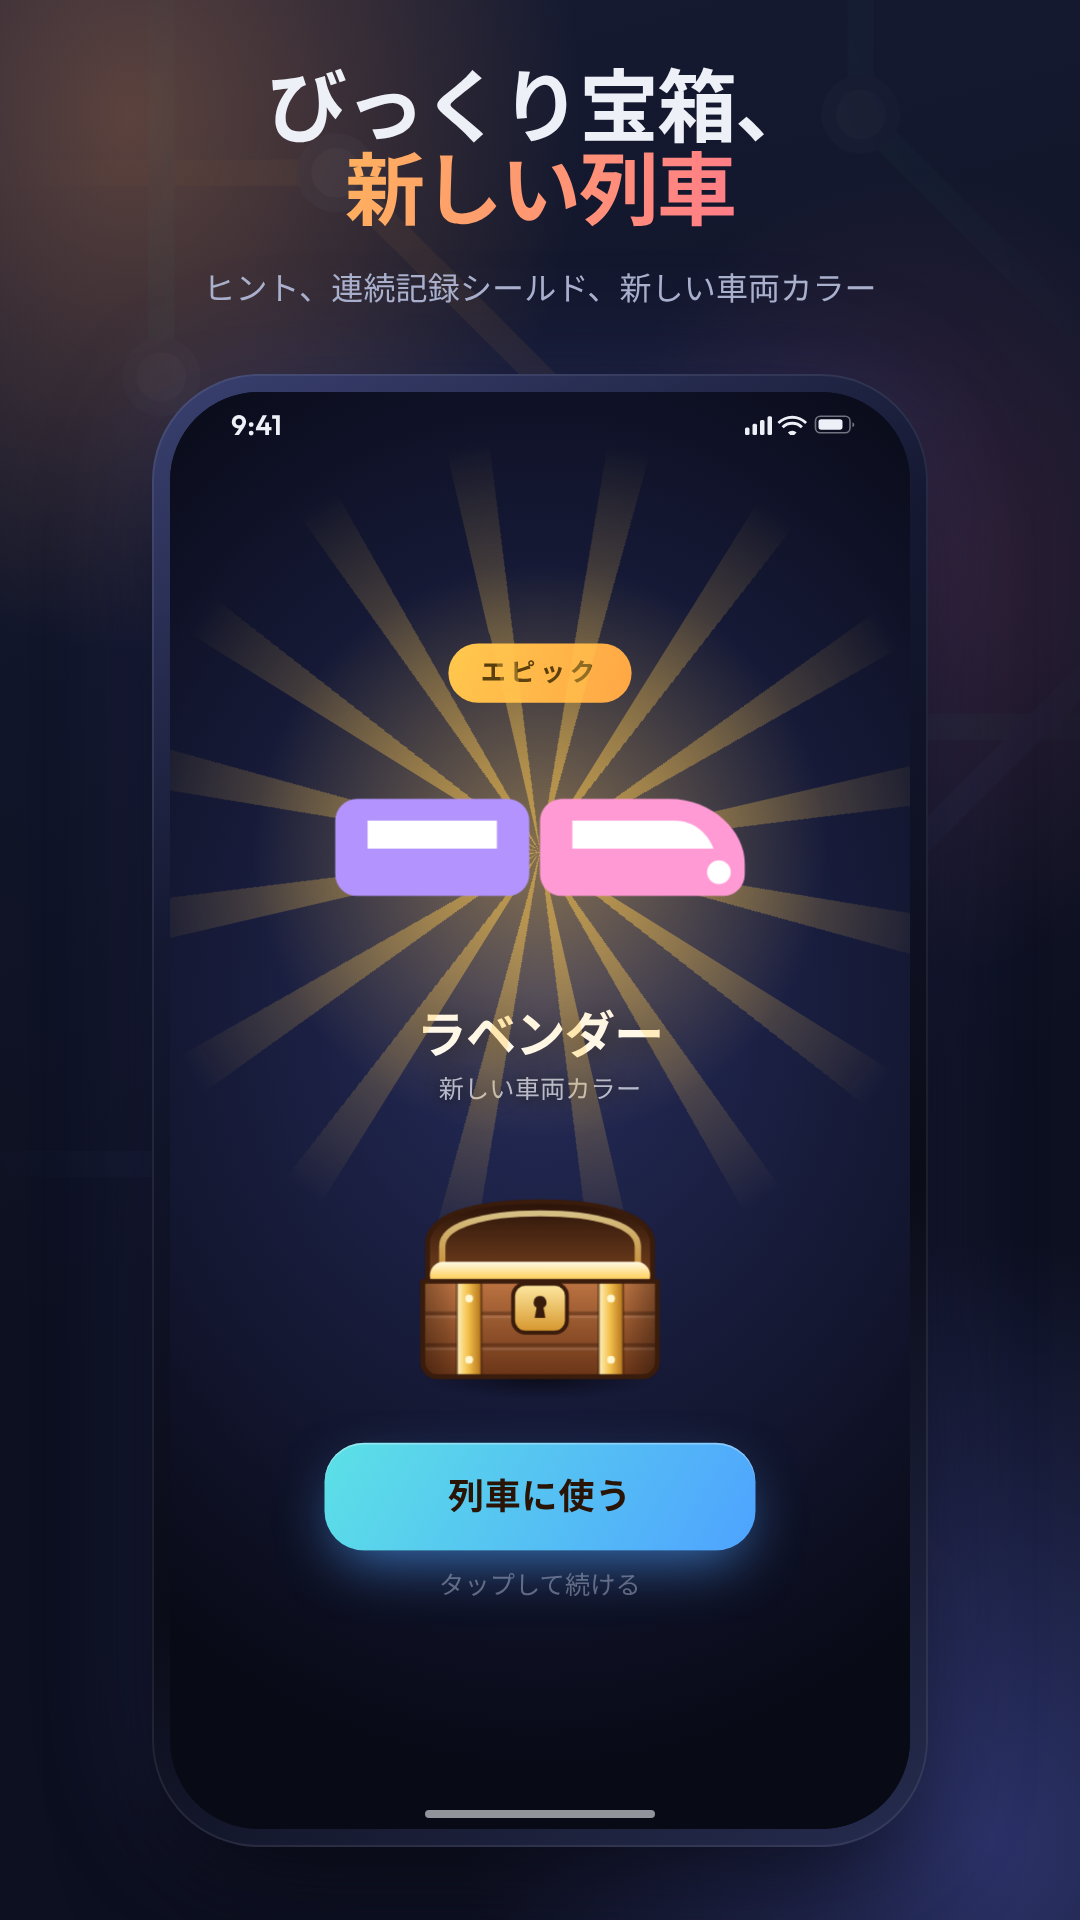 びっくり宝箱、
新しい列車
ヒント、連続記録シールド、新しい車両カラー
9:41
エピック
ラベンダー
新しい車両カラー
列車に使う
タップして続ける